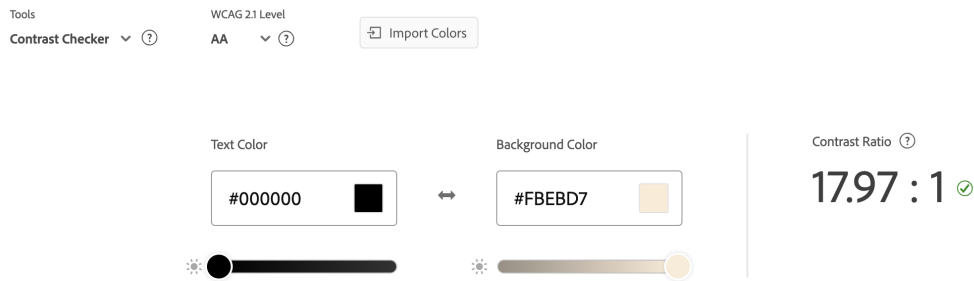 Tools
WCAG 2.1 Level
Contrast Checker
AA
Import Colors
Text Color
Background Color
Contrast Ratio
#000000
#FBEBD7
17.97 : 1